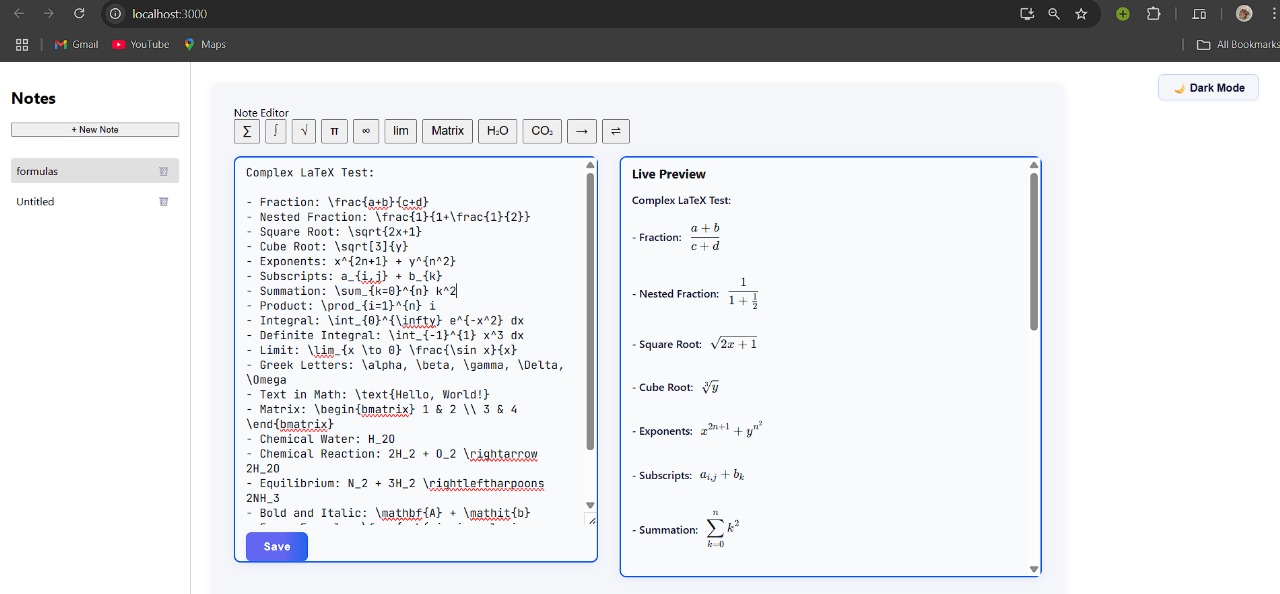 localhost:3000
Gmail
YouTube
Maps
All Bookmarks
Notes
+ New Note
formulas
Untitled
🌙 Dark Mode
Note Editor
Σ ∫ √ π ∞ lim Matrix H₂O CO₂ → ⇌
Complex LaTeX Test:
- Fraction: \frac{a+b}{c+d}
- Nested Fraction: \frac{1}{1+\frac{1}{2}}
- Square Root: \sqrt{2x+1}
- Cube Root: \sqrt[3]{y}
- Exponents: x^{2n+1} + y^{n^2}
- Subscripts: a_{i,j} + b_{k}
- Summation: \sum_{k=0}^{n} k^2
- Product: \prod_{i=1}^{n} i
- Integral: \int_{0}^{\infty} e^{-x^2} dx
- Definite Integral: \int_{-1}^{1} x^3 dx
- Limit: \lim_{x \to 0} \frac{\sin x}{x}
- Greek Letters: \alpha, \beta, \gamma, \Delta,
\Omega
- Text in Math: \text{Hello, World!}
- Matrix: \begin{bmatrix} 1 & 2 \\ 3 & 4
\end{bmatrix}
- Chemical Water: H_2O
- Chemical Reaction: 2H_2 + O_2 \rightarrow
2H_2O
- Equilibrium: N_2 + 3H_2 \rightleftharpoons
2NH_3
- Bold and Italic: \mathbf{A} + \mathit{b}
Save
Live Preview
Complex LaTeX Test:
- Fraction: \frac{a+b}{c+d}
- Nested Fraction: \frac{1}{1+\frac{1}{2}}
- Square Root: \sqrt{2x+1}
- Cube Root: \sqrt[3]{y}
- Exponents: x^{2n+1} + y^{n^2}
- Subscripts: a_{i,j} + b_k
- Summation: \sum_{k=0}^{n} k^2